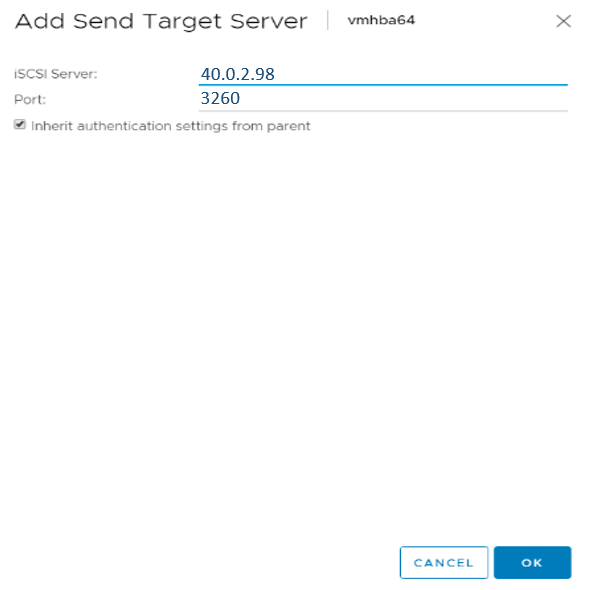 Add Send Target Server | vmhba64
iSCSI Server: 40.0.2.98
Port: 3260
Inherit authentication settings from parent
CANCEL OK